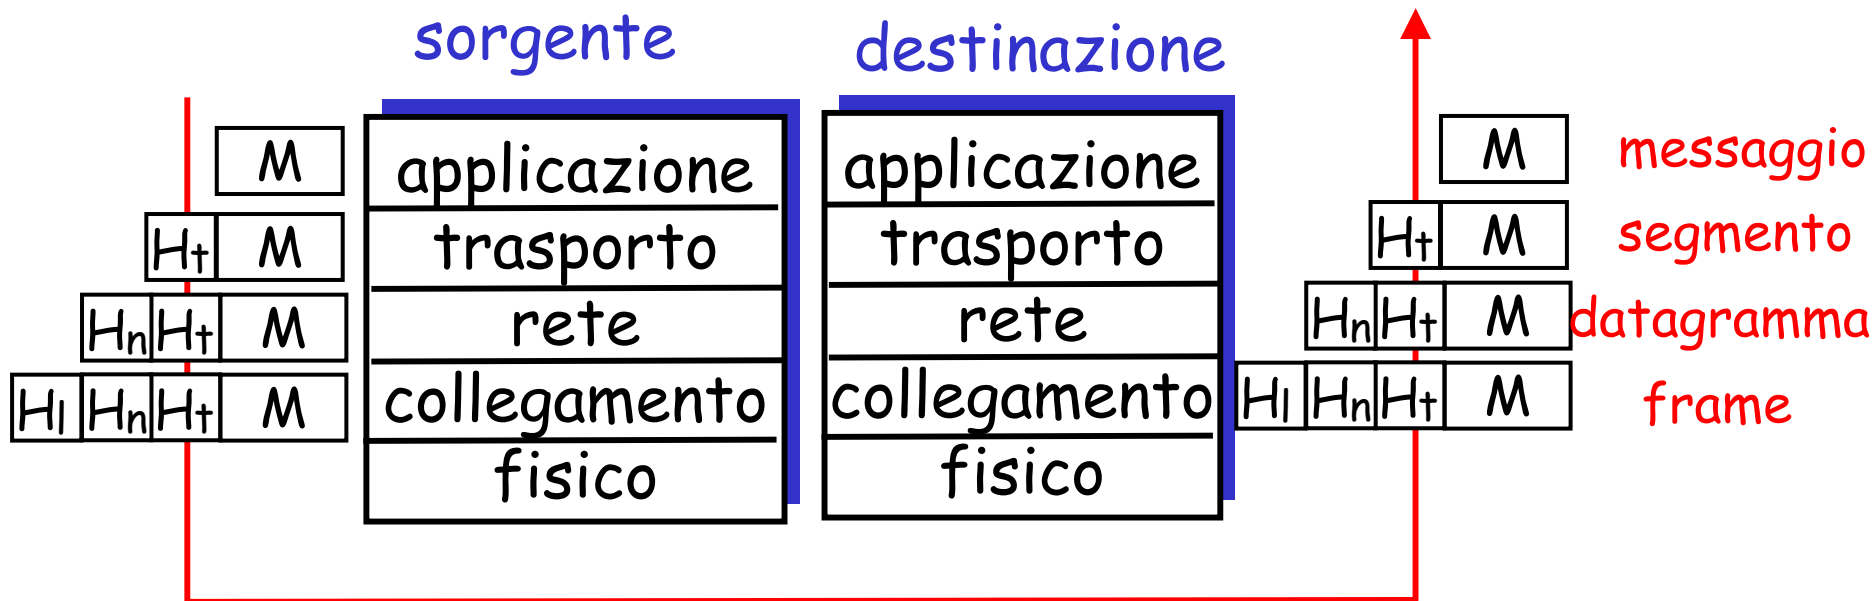 sorgente destinazione
M applicazione applicazione M messaggio
Ht M trasporto trasporto Ht M segmento
Hn Ht M rete rete Hn Ht M datagramma
Hl Hn Ht M collegamento collegamento Hl Hn Ht M frame
fisico fisico